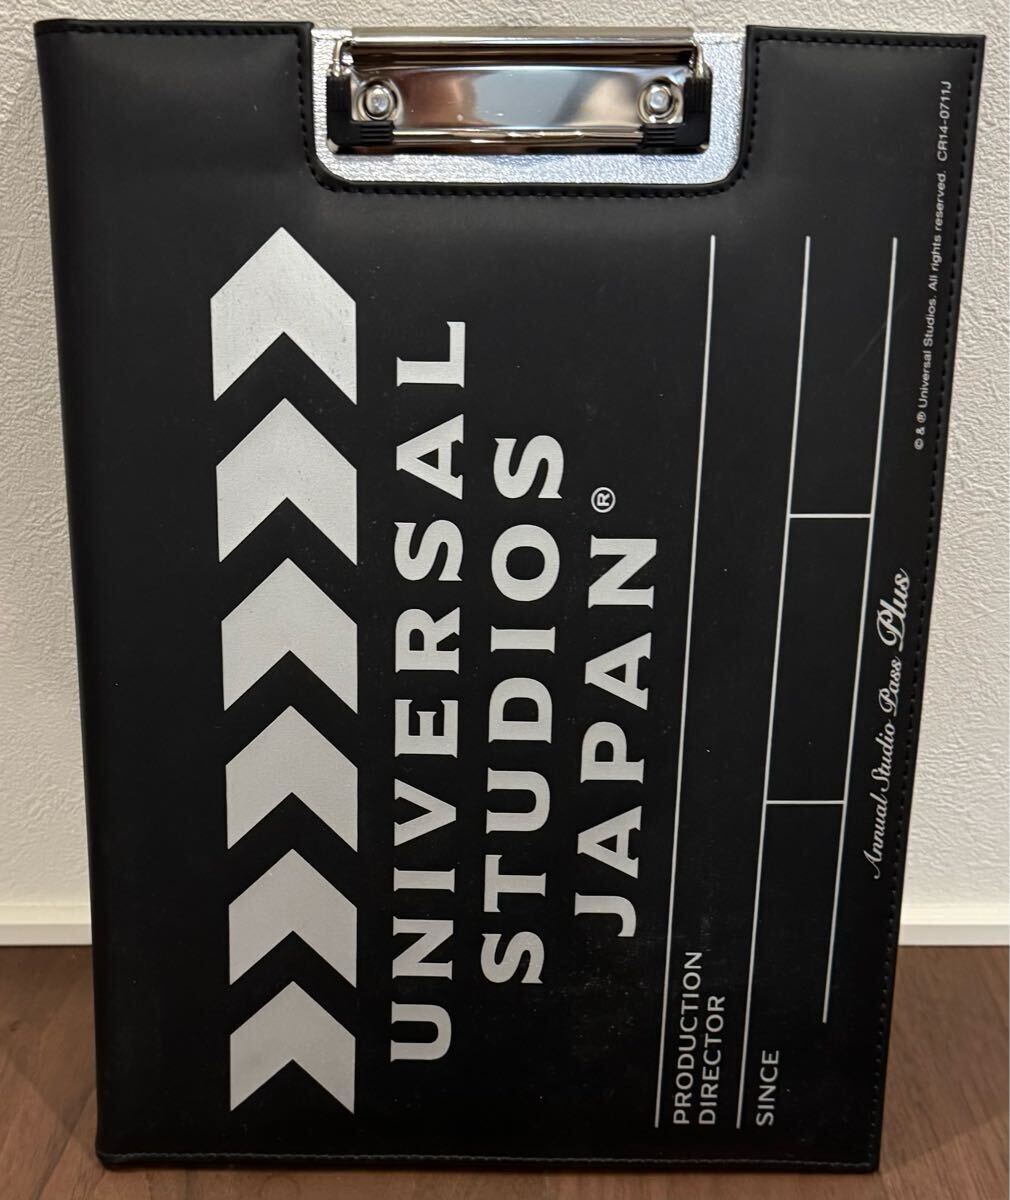 UNIVERSAL
STUDIOS
JAPAN®
PRODUCTION
DIRECTOR
SINCE
Annual Studio Pass Plus
© & ® Universal Studios. All rights reserved. CR14-0711J